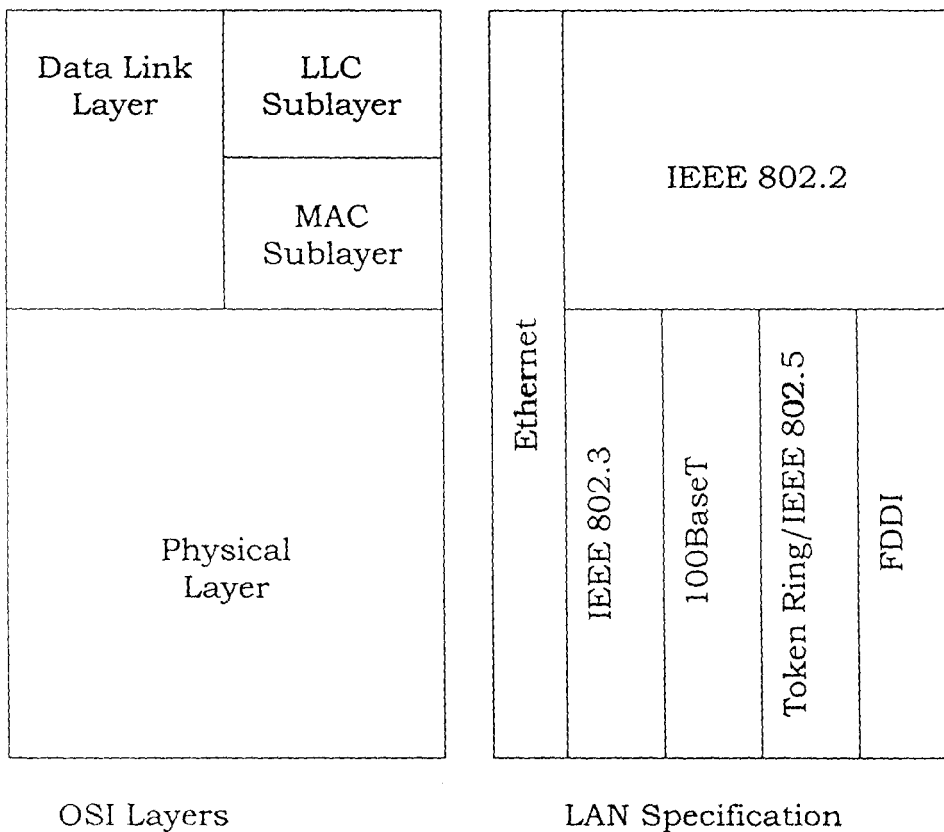 Data Link
Layer
LLC
Sublayer
MAC
Sublayer
Physical
Layer
Ethernet
IEEE 802.2
IEEE 802.3
100BaseT
Token Ring/IEEE 802.5
FDDI
OSI Layers
LAN Specification